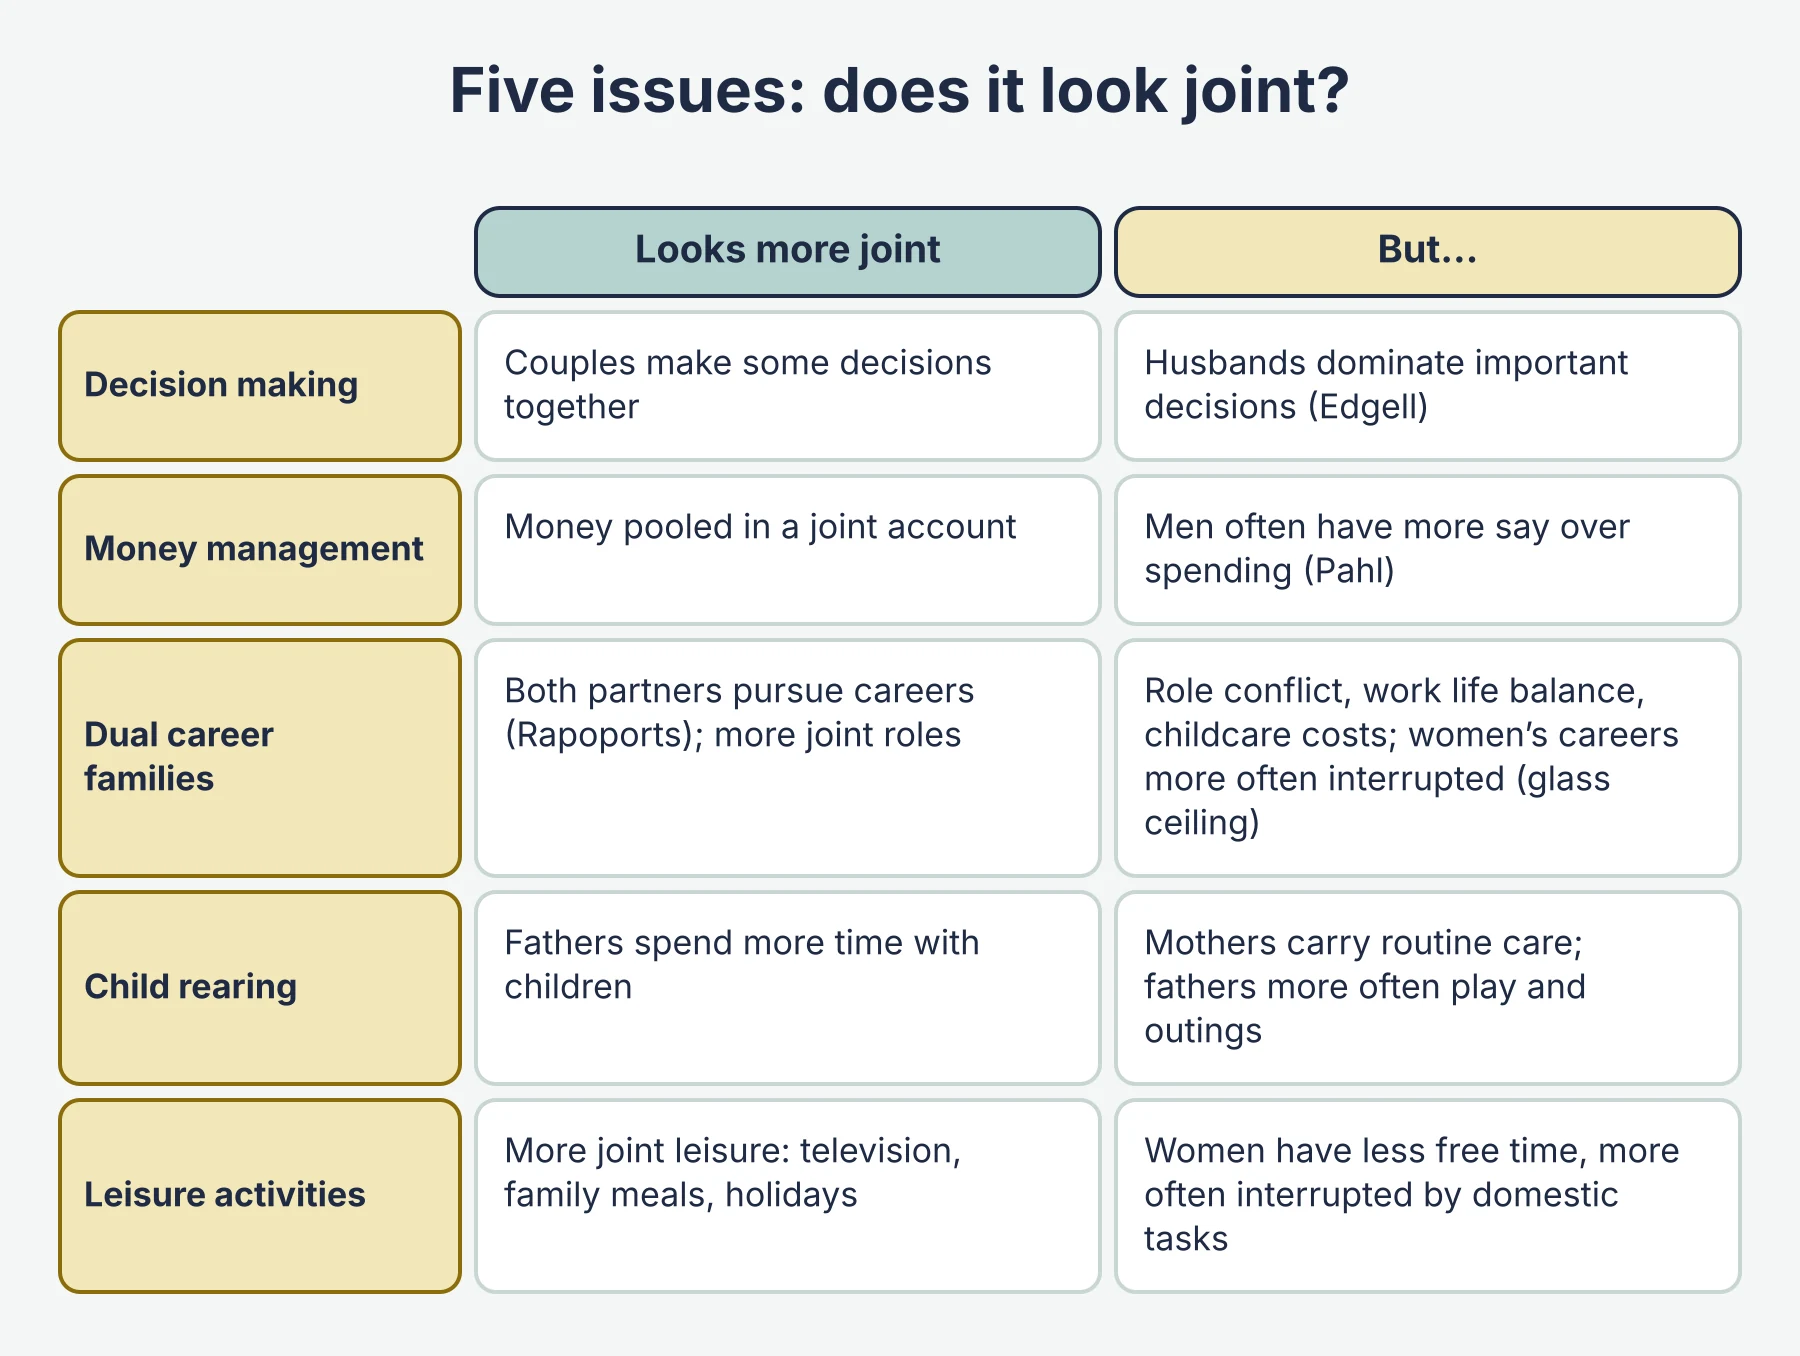 Five issues: does it look joint?
Looks more joint
But…
Decision making
Couples make some decisions
together
Husbands dominate important
decisions (Edgell)
Money management
Money pooled in a joint account
Men often have more say over
spending (Pahl)
Dual career
families
Both partners pursue careers
(Rapoports); more joint roles
Role conflict, work life balance,
childcare costs; women’s careers
more often interrupted (glass
ceiling)
Child rearing
Fathers spend more time with
children
Mothers carry routine care;
fathers more often play and
outings
Leisure activities
More joint leisure: television,
family meals, holidays
Women have less free time, more
often interrupted by domestic
tasks